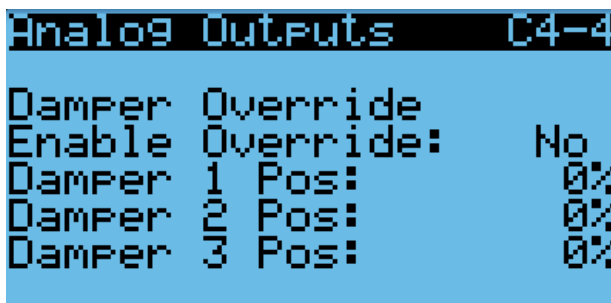 Analog Outputs C4-4
Damper Override
Enable Override: No
Damper 1 Pos: 0%
Damper 2 Pos: 0%
Damper 3 Pos: 0%